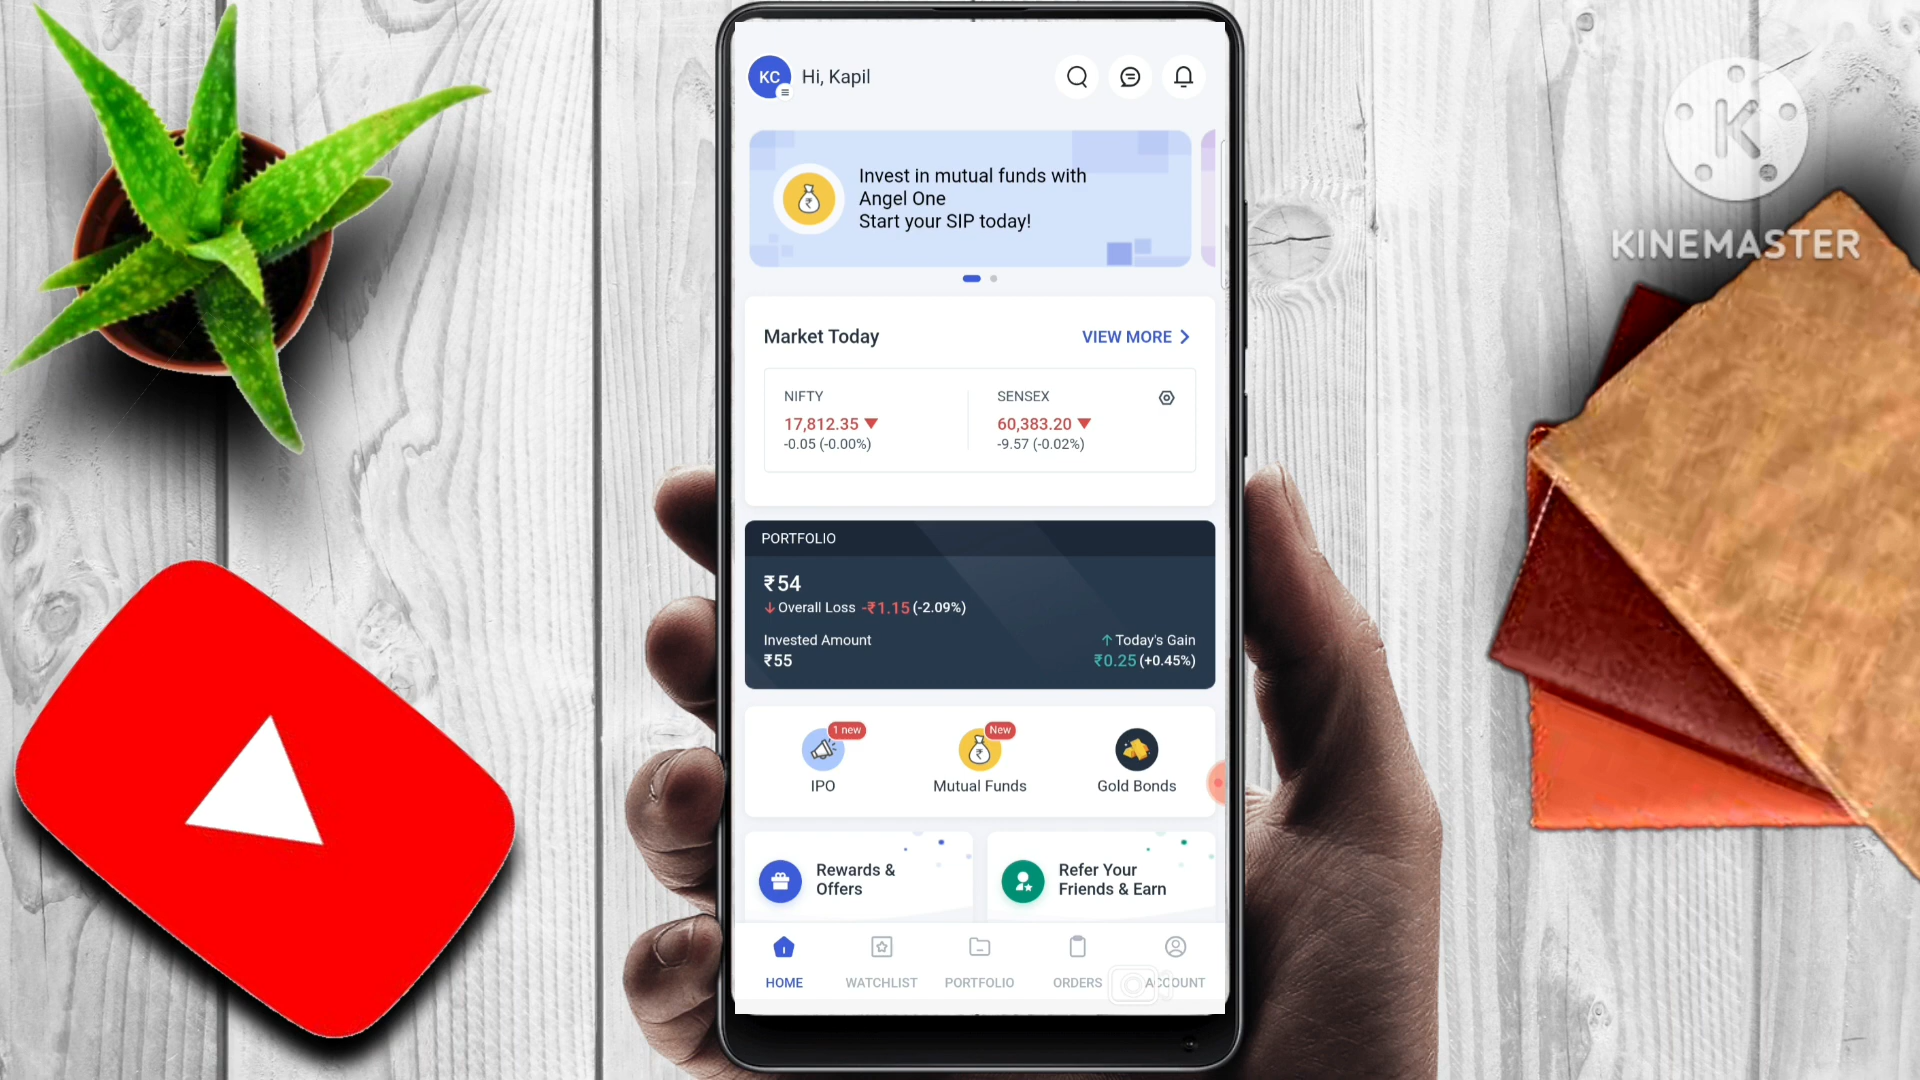 KC
Hi, Kapil
Invest in mutual funds with
Angel One
Start your SIP today!
Market Today
VIEW MORE
NIFTY
17,812.35
-0.05 (-0.00%)
SENSEX
60,383.20
-9.57 (-0.02%)
PORTFOLIO
₹54
Overall Loss -₹1.15 (-2.09%)
Invested Amount
₹55
Today's Gain
₹0.25 (+0.45%)
1 new
IPO
New
Mutual Funds
Gold Bonds
Rewards &
Offers
Refer Your
Friends & Earn
HOME
WATCHLIST
PORTFOLIO
ORDERS
ACCOUNT
K
KINEMASTER